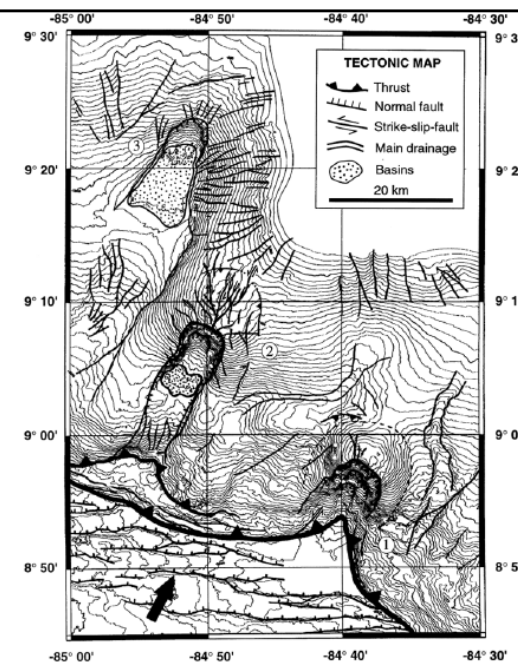 -85° 00' -84° 50' -84° 40' -84° 30'
9° 30' 9° 3
TECTONIC MAP
Thrust
Normal fault
Strike-slip-fault
Main drainage
Basins
20 km
3
9° 20' 9° 2
9° 10' 9° 1
2
9° 00' 9° 0
1
8° 50' 8° 5
-85° 00' -84° 50' -84° 40' -84° 30'